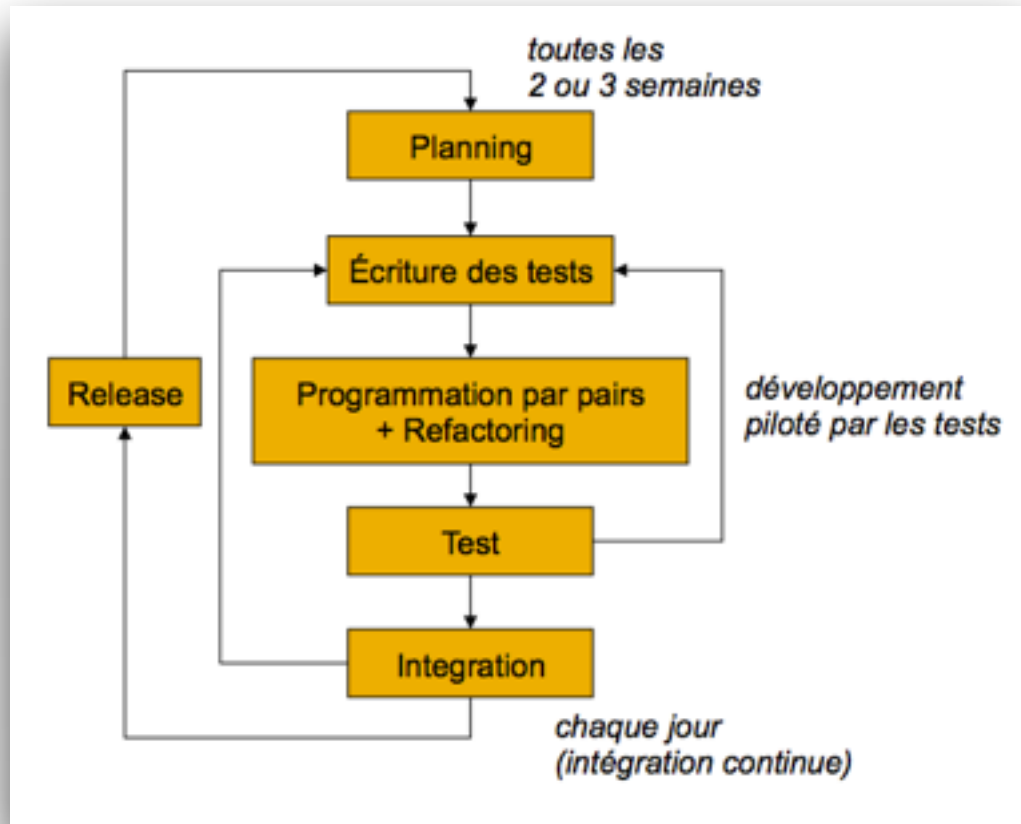 toutes les
2 ou 3 semaines
Planning
Écriture des tests
Release
Programmation par pairs
+ Refactoring
développement
piloté par les tests
Test
Integration
chaque jour
(intégration continue)